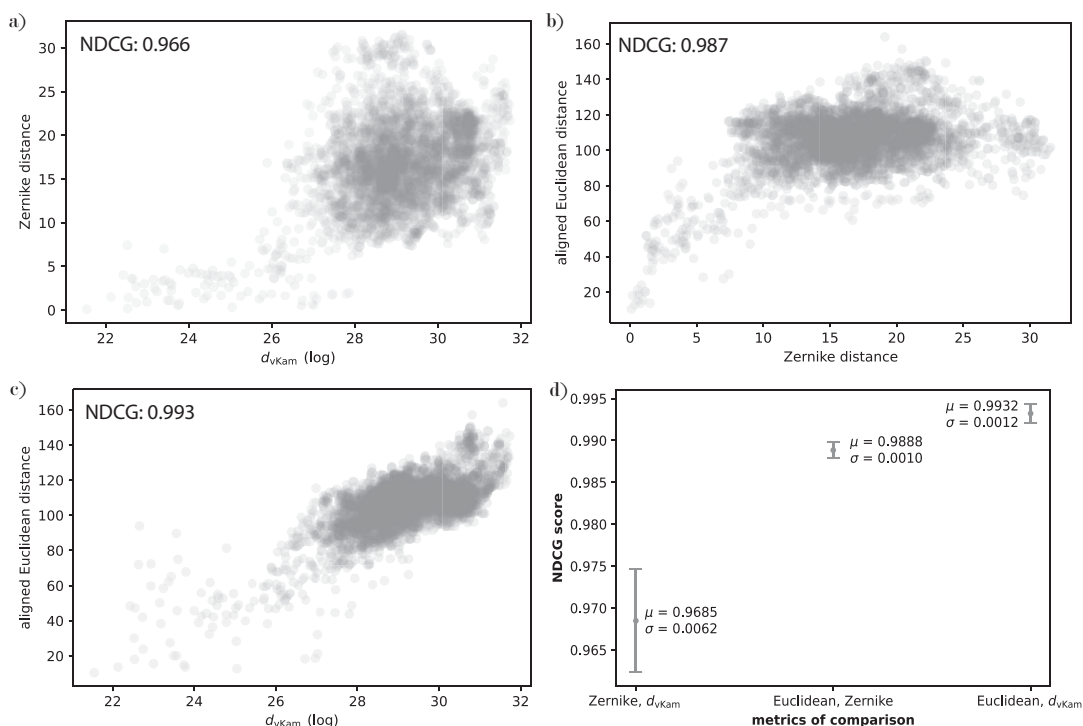 a)
NDCG: 0.966
30
25
20
15
10
5
0
Zernike distance
22 24 26 28 30 32
dvKam (log)
b)
NDCG: 0.987
160
140
120
100
80
60
40
20
aligned Euclidean distance
0 5 10 15 20 25 30
Zernike distance
c)
NDCG: 0.993
160
140
120
100
80
60
40
20
aligned Euclidean distance
22 24 26 28 30 32
dvKam (log)
d)
0.995
0.990
0.985
0.980
0.975
0.970
0.965
NDCG score
μ = 0.9932
σ = 0.0012
μ = 0.9888
σ = 0.0010
μ = 0.9685
σ = 0.0062
Zernike, dvKam Euclidean, Zernike Euclidean, dvKam
metrics of comparison